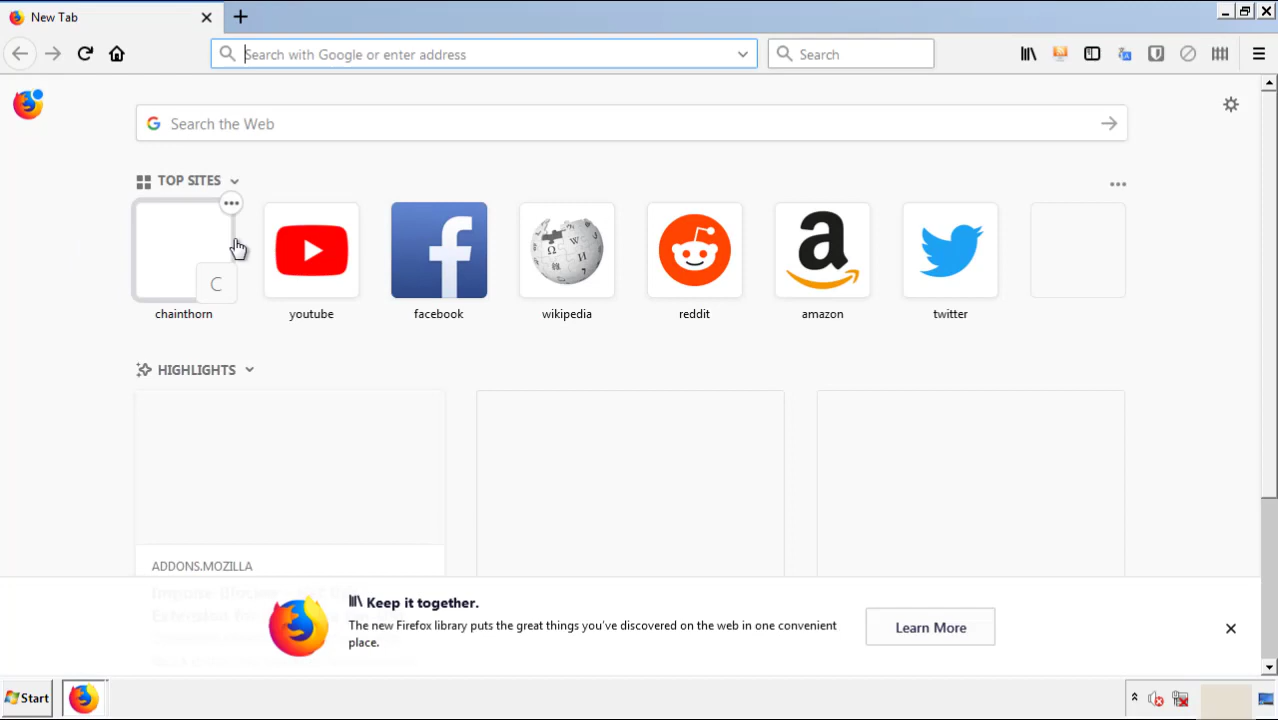 New Tab
Search with Google or enter address
Search
Search the Web
TOP SITES
C
chainthorn
youtube
facebook
wikipedia
reddit
amazon
twitter
HIGHLIGHTS
ADDONS.MOZILLA
Keep it together.
The new Firefox library puts the great things you've discovered on the web in one convenient
place.
Learn More
Start